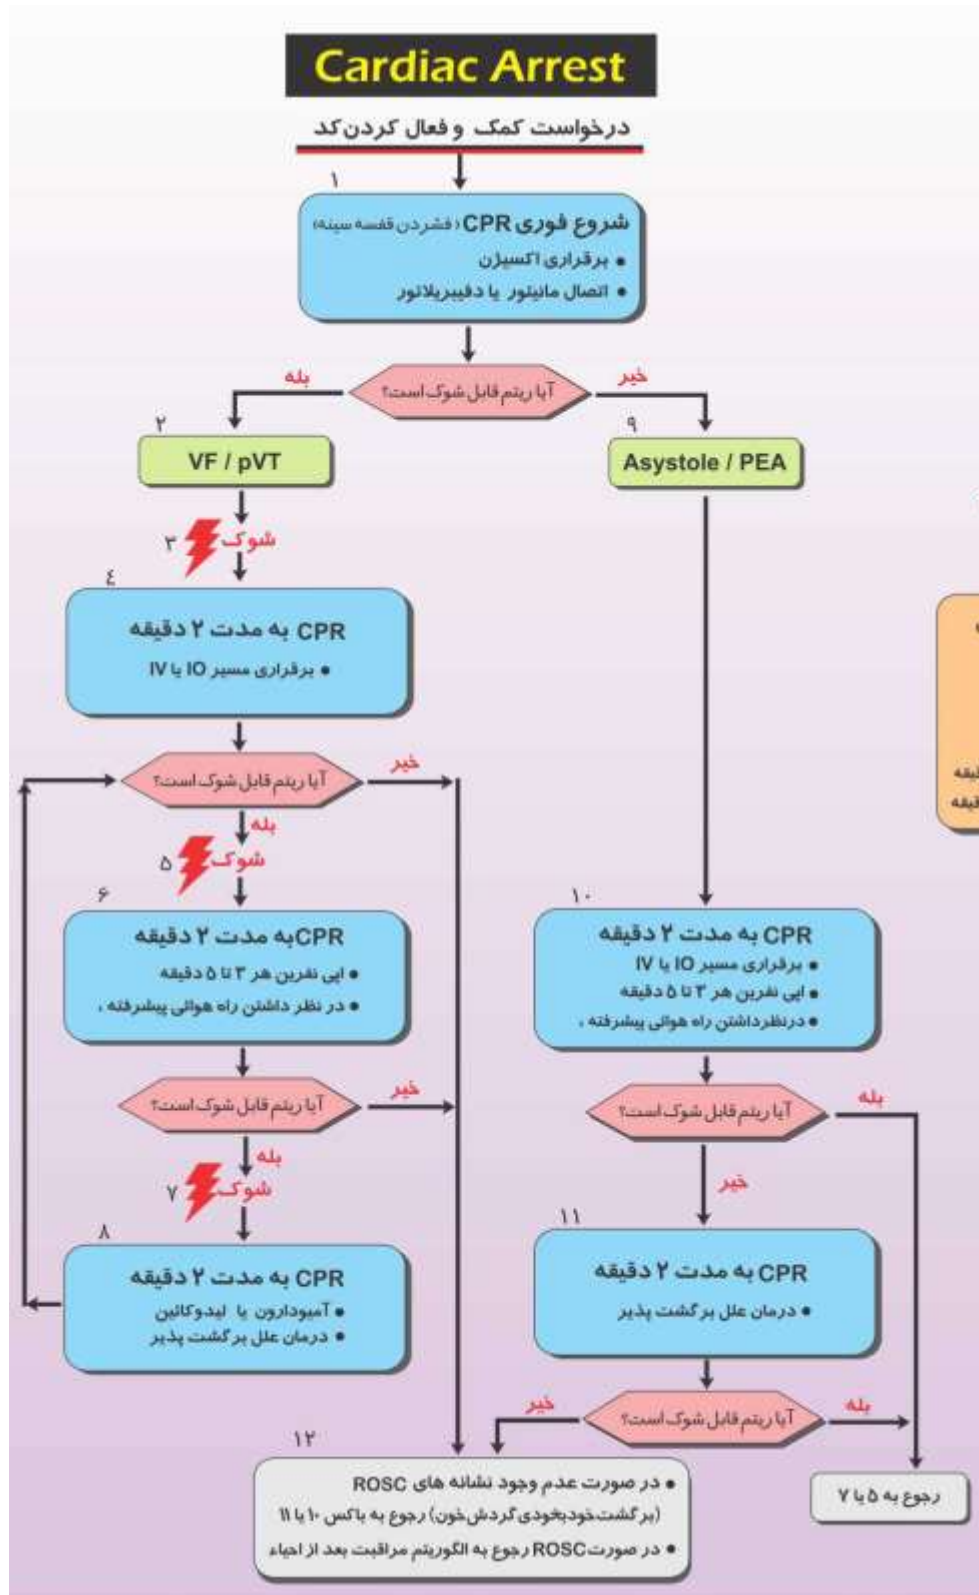 Cardiac Arrest
درخواست کمک و فعال کردن کد
۱
شروع فوری CPR (فشردن قفسه سینه)
• برقراری اکسیژن
• اتصال مانیتور یا دفیبریلاتور
آیا ریتم قابل شوک است؟
بله
خیر
۲
VF / pVT
۳
شوک
۴
CPR به مدت ۲ دقیقه
• برقراری مسیر IO یا IV
آیا ریتم قابل شوک است؟
خیر
بله
۵
شوک
۶
CPR به مدت ۲ دقیقه
• اپی نفرین هر ۳ تا ۵ دقیقه
• در نظر داشتن راه هوائی پیشرفته ،
آیا ریتم قابل شوک است؟
خیر
بله
۷
شوک
۸
CPR به مدت ۲ دقیقه
• آمیودارون یا لیدوکائین
• درمان علل برگشت پذیر
۹
Asystole / PEA
۱۰
CPR به مدت ۲ دقیقه
• برقراری مسیر IO یا IV
• اپی نفرین هر ۳ تا ۵ دقیقه
• درنظرداشتن راه هوائی پیشرفته ،
آیا ریتم قابل شوک است؟
بله
خیر
۱۱
CPR به مدت ۲ دقیقه
• درمان علل برگشت پذیر
آیا ریتم قابل شوک است؟
بله
خیر
۱۲
• در صورت عدم وجود نشانه های ROSC
(برگشت خودبخودی گردش خون) رجوع به باکس ۱۰ یا ۱۱
• در صورت ROSC رجوع به الگوریتم مراقبت بعد از احیاء
رجوع به ۵ یا ۷